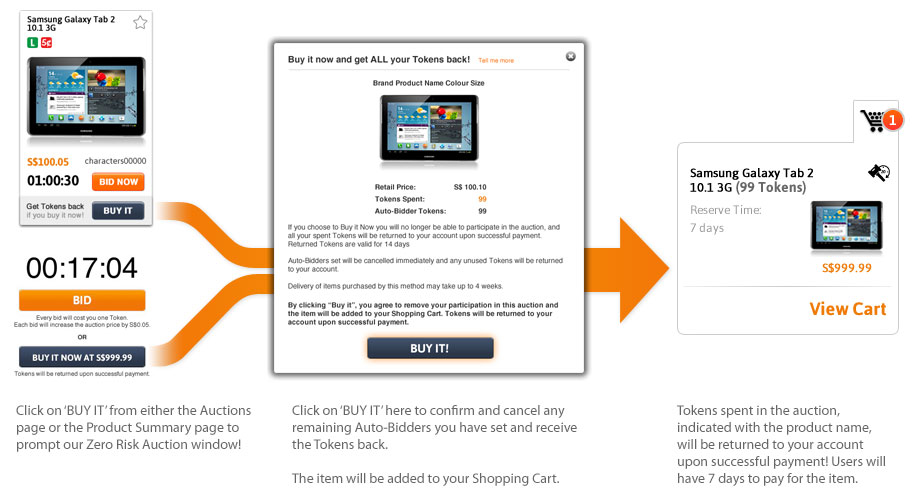 Samsung Galaxy Tab 2
10.1 3G
L 5¢
S$100.05 characters00000
01:00:30 BID NOW
Get Tokens back
if you buy it now! BUY IT
00:17:04
BID
Every bid will cost you one Token.
Each bid will increase the auction price by S$0.05.
OR
BUY IT NOW AT S$999.99
Tokens will be returned upon successful payment.
Click on ‘BUY IT’ from either the Auctions
page or the Product Summary page to
prompt our Zero Risk Auction window!
Buy it now and get ALL your Tokens back! Tell me more
Brand Product Name Colour Size
SAMSUNG
Retail Price: S$ 100.10
Tokens Spent: 99
Auto-Bidder Tokens: 99
If you choose to Buy it Now you will no longer be able to participate in the auction, and
all your spent Tokens will be returned to your account upon successful payment.
Returned Tokens are valid for 14 days
Auto-Bidders set will be cancelled immediately and any unused Tokens will be returned
to your account.
Delivery of items purchased by this method may take up to 4 weeks.
By clicking “Buy it”, you agree to remove your participation in this auction and
the item will be added to your Shopping Cart. Tokens will be returned to your
account upon successful payment.
BUY IT!
Click on ‘BUY IT’ here to confirm and cancel any
remaining Auto-Bidders you have set and receive
the Tokens back.
The item will be added to your Shopping Cart.
1
Samsung Galaxy Tab 2
10.1 3G (99 Tokens)
Reserve Time:
7 days
S$999.99
View Cart
Tokens spent in the auction,
indicated with the product name,
will be returned to your account
upon successful payment! Users will
have 7 days to pay for the item.